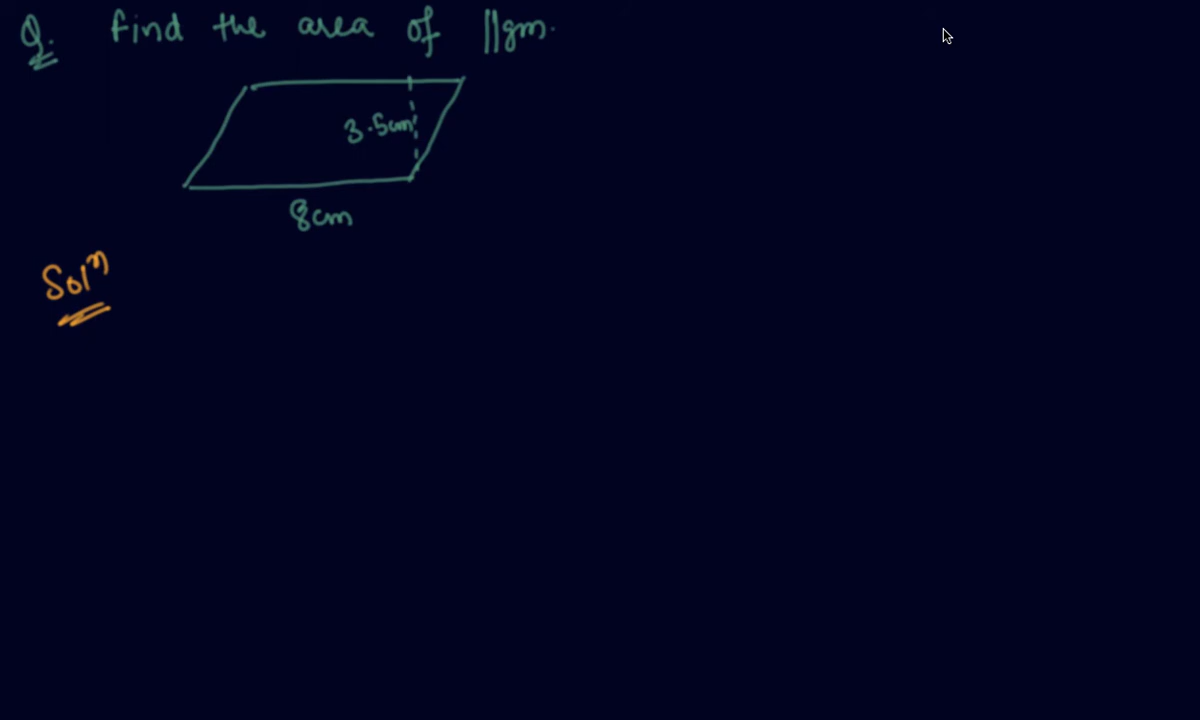 Q. Find the area of ||gm.
3.5cm
8cm
Solⁿ